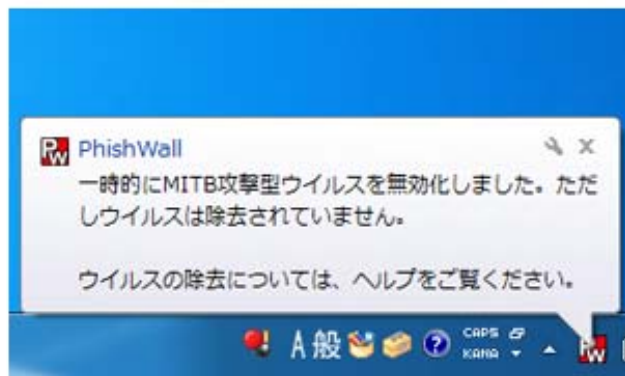 PhishWall
一時的にMITB攻撃型ウイルスを無効化しました。ただ
しウイルスは除去されていません。
ウイルスの除去については、ヘルプをご覧ください。
A 般 CAPS
KANA
PW